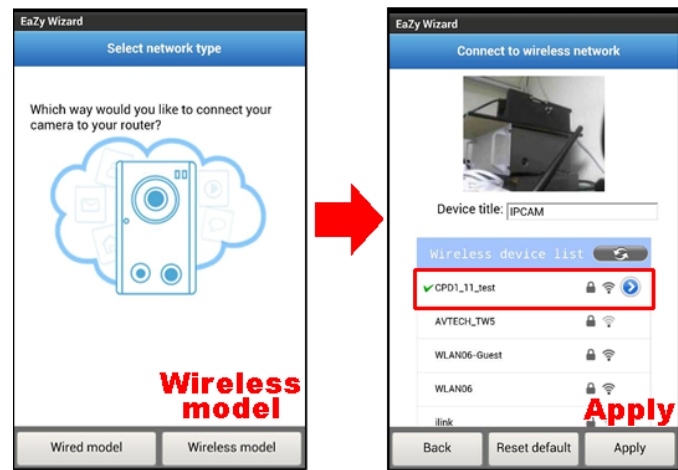 EaZy Wizard
Select network type
Which way would you like to connect your
camera to your router?
Wireless
model
Wired model
Wireless model
EaZy Wizard
Connect to wireless network
Device title: IPCAM
Wireless device list
CPD1_11_test
AVTECH_TW5
WLAN06-Guest
WLAN06
ilink
Apply
Back
Reset default
Apply